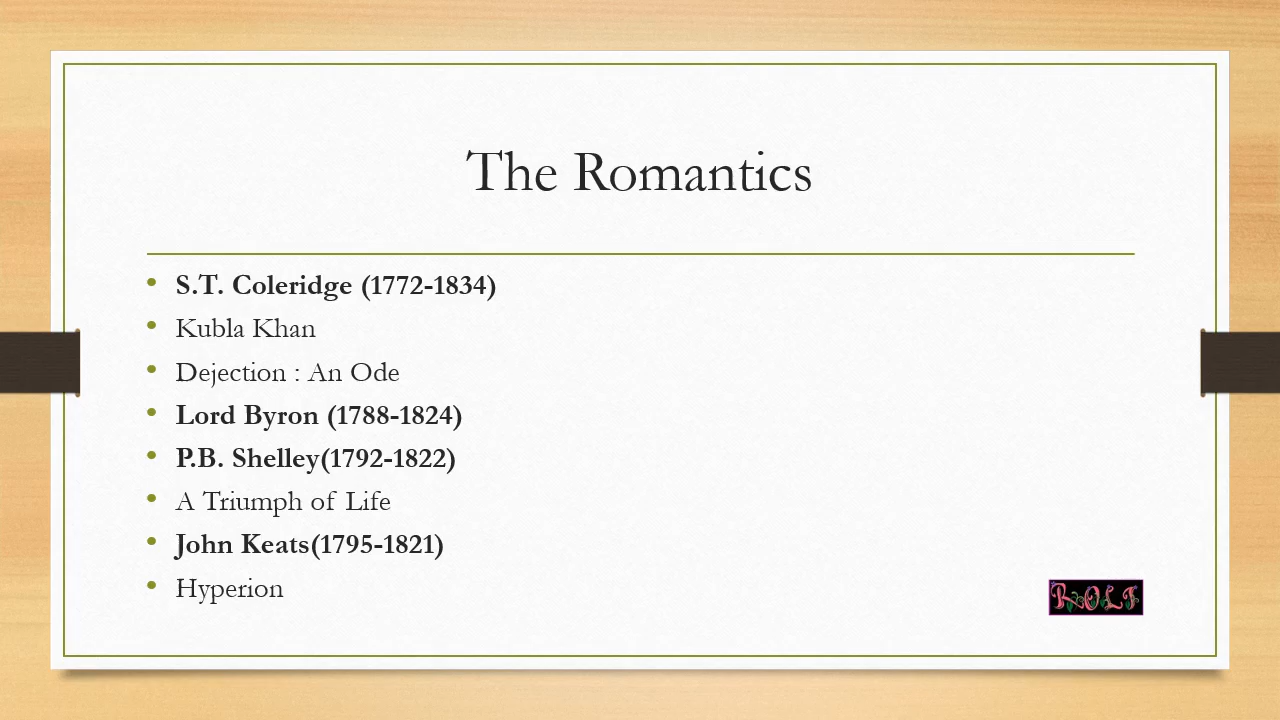 The Romantics
• S.T. Coleridge (1772-1834)
• Kubla Khan
• Dejection : An Ode
• Lord Byron (1788-1824)
• P.B. Shelley(1792-1822)
• A Triumph of Life
• John Keats(1795-1821)
• Hyperion
ROLI